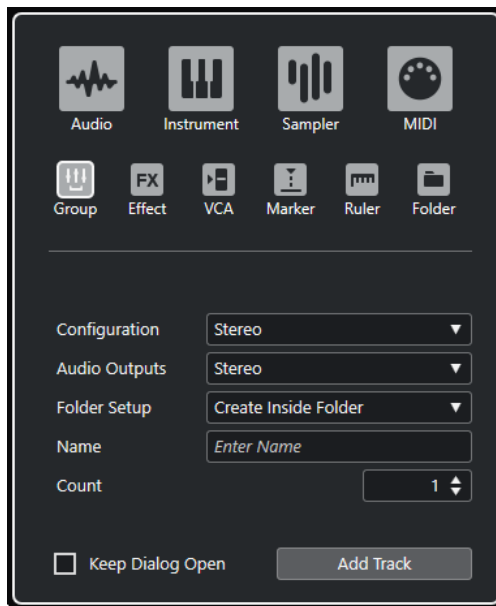 Audio Instrument Sampler MIDI
FX
Group Effect VCA Marker Ruler Folder
Configuration Stereo
Audio Outputs Stereo
Folder Setup Create Inside Folder
Name Enter Name
Count 1
Keep Dialog Open Add Track